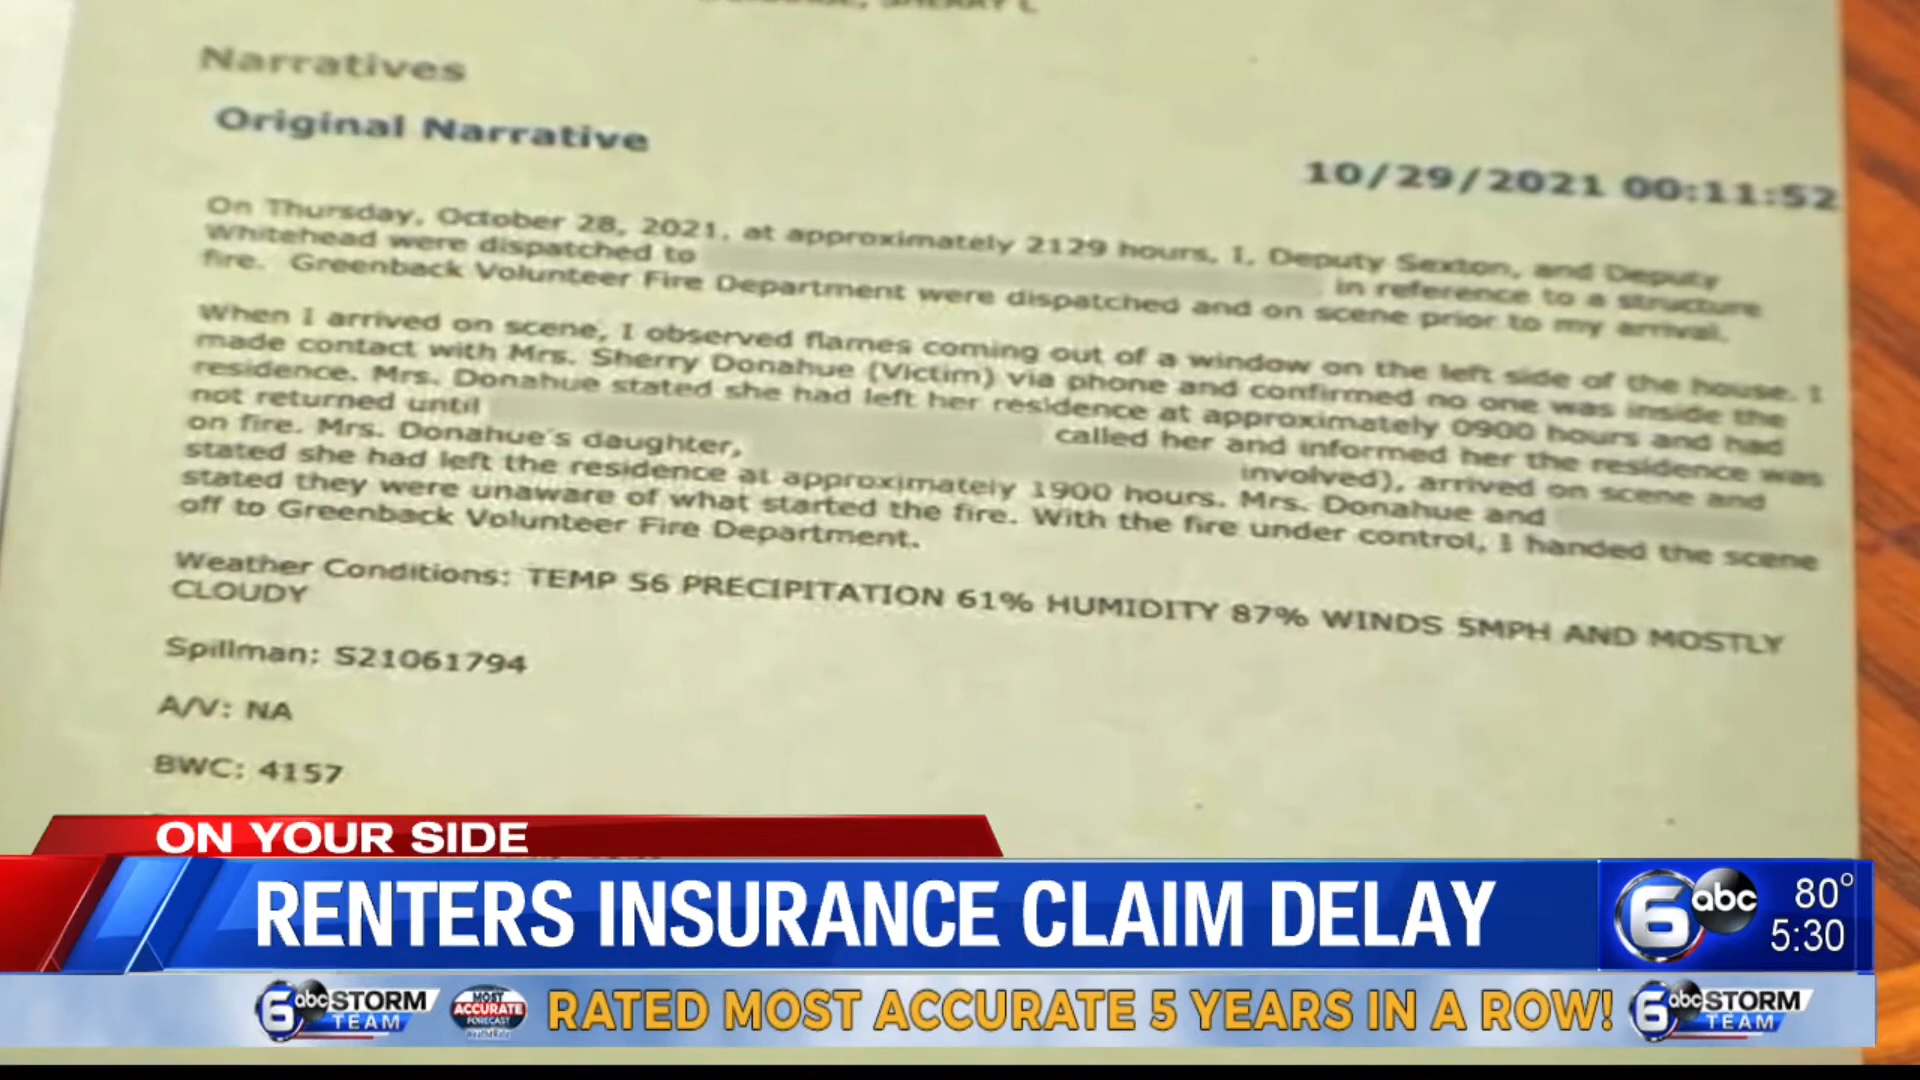 Narratives
Original Narrative
10/29/2021 00:11:52
On Thursday, October 28, 2021, at approximately 2129 hours, I, Deputy Sexton, and Deputy
Whitehead were dispatched to in reference to a structure
fire. Greenback Volunteer Fire Department were dispatched and on scene prior to my arrival.
When I arrived on scene, I observed flames coming out of a window on the left side of the house. I
made contact with Mrs. Sherry Donahue (Victim) via phone and confirmed no one was inside the
residence. Mrs. Donahue stated she had left her residence at approximately 0900 hours and had
not returned until called her and informed her the residence was
on fire. Mrs. Donahue's daughter, involved), arrived on scene and
stated she had left the residence at approximately 1900 hours. Mrs. Donahue and
stated they were unaware of what started the fire. With the fire under control, I handed the scene
off to Greenback Volunteer Fire Department.
Weather Conditions: TEMP 56 PRECIPITATION 61% HUMIDITY 87% WINDS 5MPH AND MOSTLY
CLOUDY
Spillman: S21061794
A/V: NA
BWC: 4157
ON YOUR SIDE
RENTERS INSURANCE CLAIM DELAY
6 abc 80°
5:30
6 abc STORM TEAM MOST ACCURATE FORECAST RATED MOST ACCURATE 5 YEARS IN A ROW! 6 abc STORM TEAM